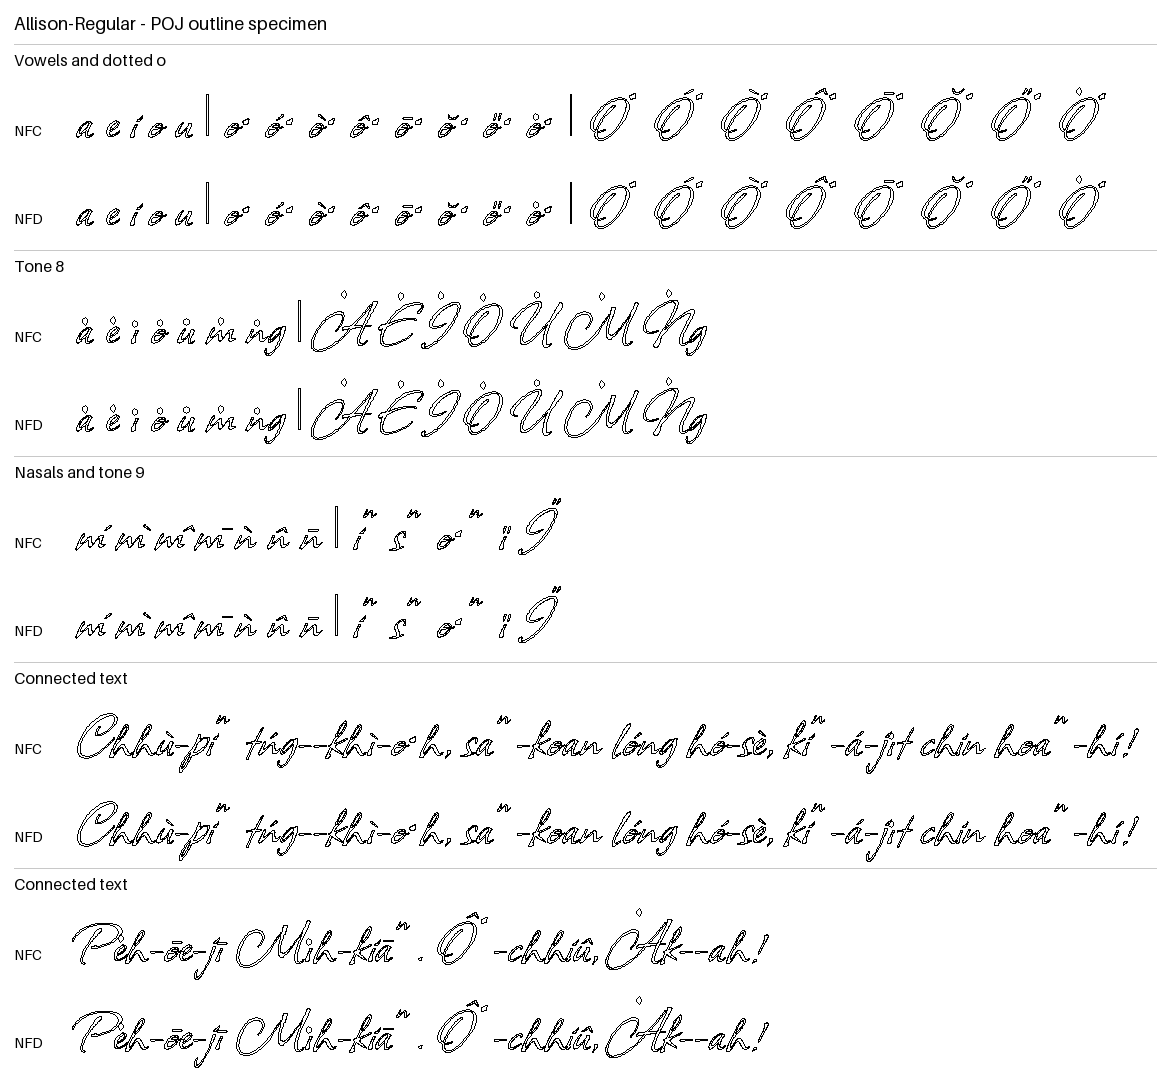 Allison-Regular - POJ outline specimen
Vowels and dotted o
NFC a e i o u | o͘ ó͘ ò͘ ô͘ ō͘ ŏ͘ ő͘ o̍͘ | O͘ Ó͘ Ò͘ Ô͘ Ō͘ Ŏ͘ Ő͘ O̍͘
NFD a e i o u | o͘ ó͘ ò͘ ô͘ ō͘ ŏ͘ ő͘ o̍͘ | O͘ Ó͘ Ò͘ Ô͘ Ō͘ Ŏ͘ Ő͘ O̍͘
Tone 8
NFC a̍ e̍ i̍ o̍ u̍ m̍ n̍g | A̍ E̍ I̍ O̍ U̍ M̍ N̍g
NFD a̍ e̍ i̍ o̍ u̍ m̍ n̍g | A̍ E̍ I̍ O̍ U̍ M̍ N̍g
Nasals and tone 9
NFC ḿ m̀ m̂ m̄ ǹ n̂ n̄ | iⁿ sⁿ o͘ⁿ i̋ I̋
NFD ḿ m̀ m̂ m̄ ǹ n̂ n̄ | iⁿ sⁿ o͘ⁿ i̋ I̋
Connected text
NFC Chhù-piⁿ tńg--khì-o͘h, saⁿ-koan lóng hó-sè, kiⁿ-á-ji̍t chin hoaⁿ-hí!
NFD Chhù-piⁿ tńg--khì-o͘h, saⁿ-koan lóng hó-sè, kiⁿ-á-ji̍t chin hoaⁿ-hí!
Connected text
NFC Pe̍h-ōe-jī Mi̍h-kiāⁿ. Ô͘-chhiû, A̍k--ah!
NFD Pe̍h-ōe-jī Mi̍h-kiāⁿ. Ô͘-chhiû, A̍k--ah!